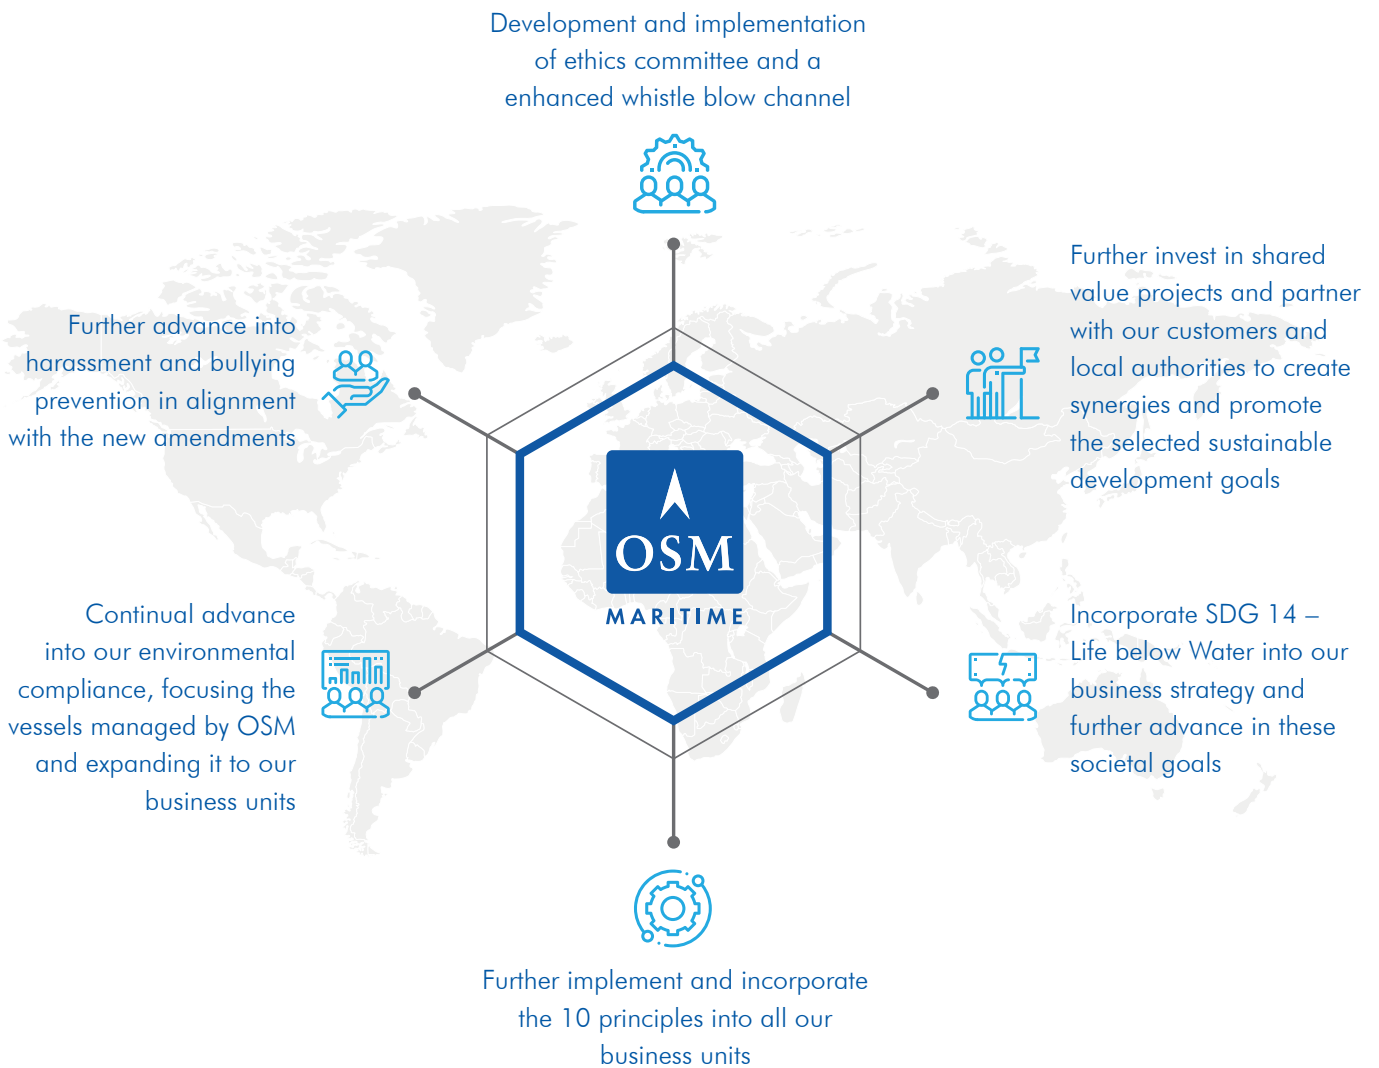 Development and implementation
of ethics committee and a
enhanced whistle blow channel
Further invest in shared
value projects and partner
with our customers and
local authorities to create
synergies and promote
the selected sustainable
development goals
Further advance into
harassment and bullying
prevention in alignment
with the new amendments
OSM
MARITIME
Continual advance
into our environmental
compliance, focusing the
vessels managed by OSM
and expanding it to our
business units
Incorporate SDG 14 –
Life below Water into our
business strategy and
further advance in these
societal goals
Further implement and incorporate
the 10 principles into all our
business units